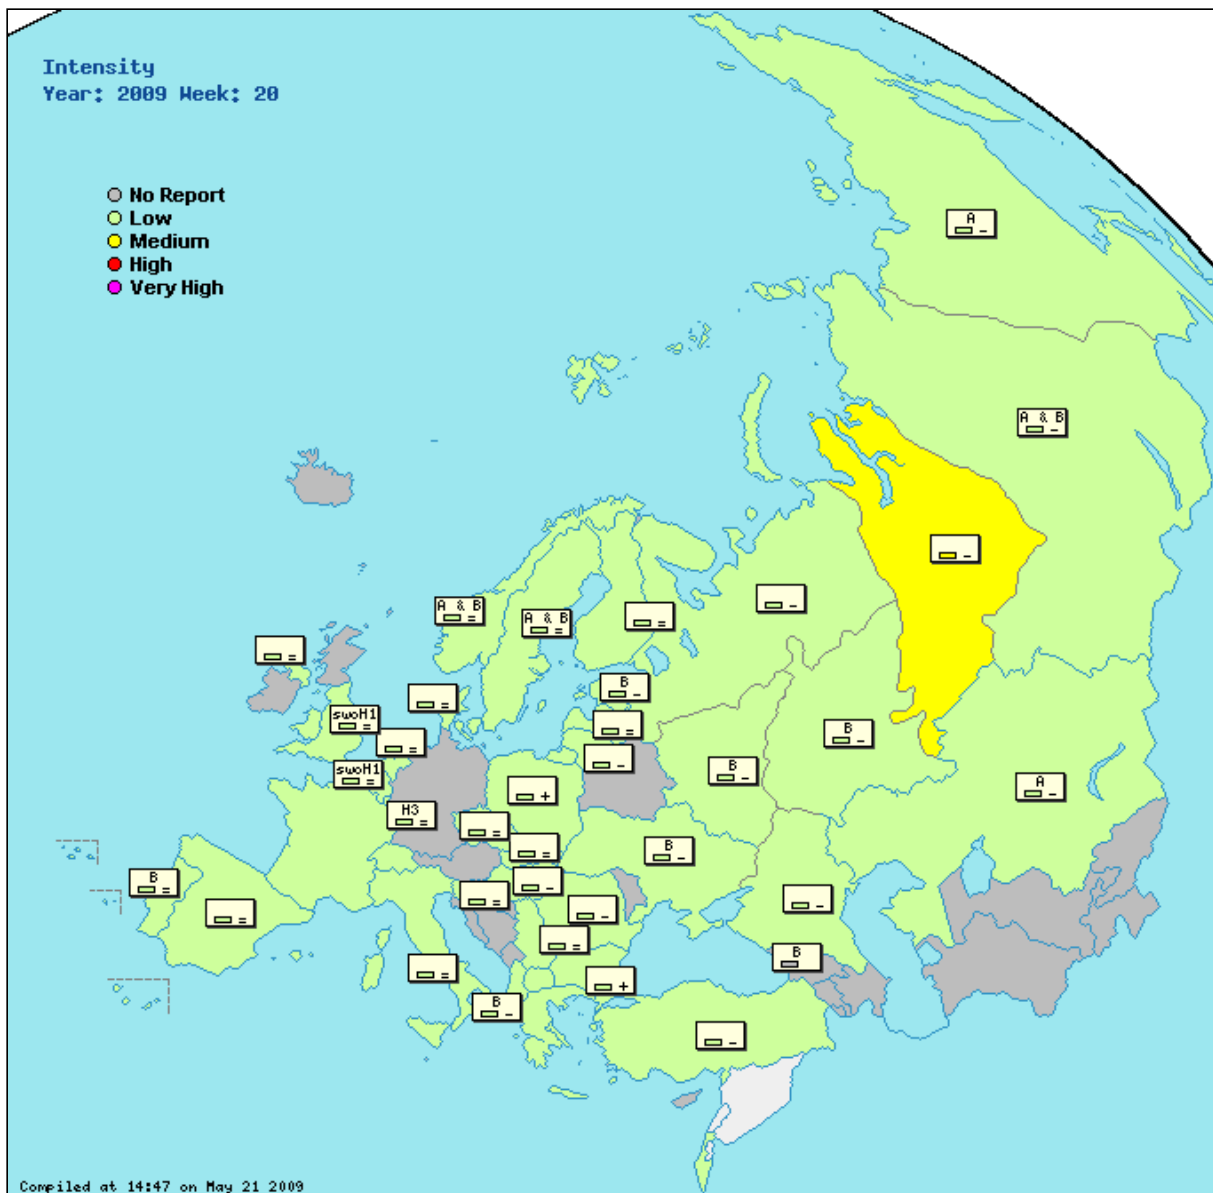 Intensity
Year: 2009 Week: 20
No Report
Low
Medium
High
Very High
A
-
A & B
-
-
-
A & B
=
A & B
=
=
=
B
-
=
swoH1
=
=
=
-
B
-
B
-
swoH1
=
+
A
-
H3
=
=
=
B
-
B
=
-
=
-
=
-
=
B
=
+
B
-
-
Compiled at 14:47 on May 21 2009